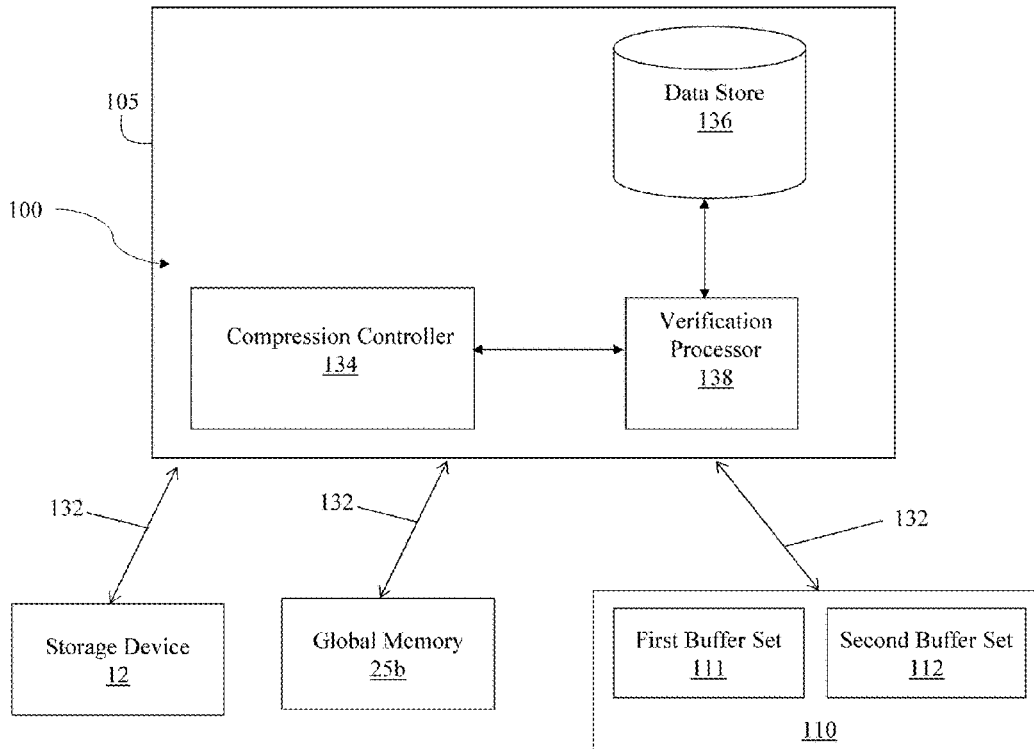 Data Store
136
105
100
Compression Controller
134
Verification
Processor
138
132
132
132
Storage Device
12
Global Memory
25b
First Buffer Set
111
Second Buffer Set
112
110